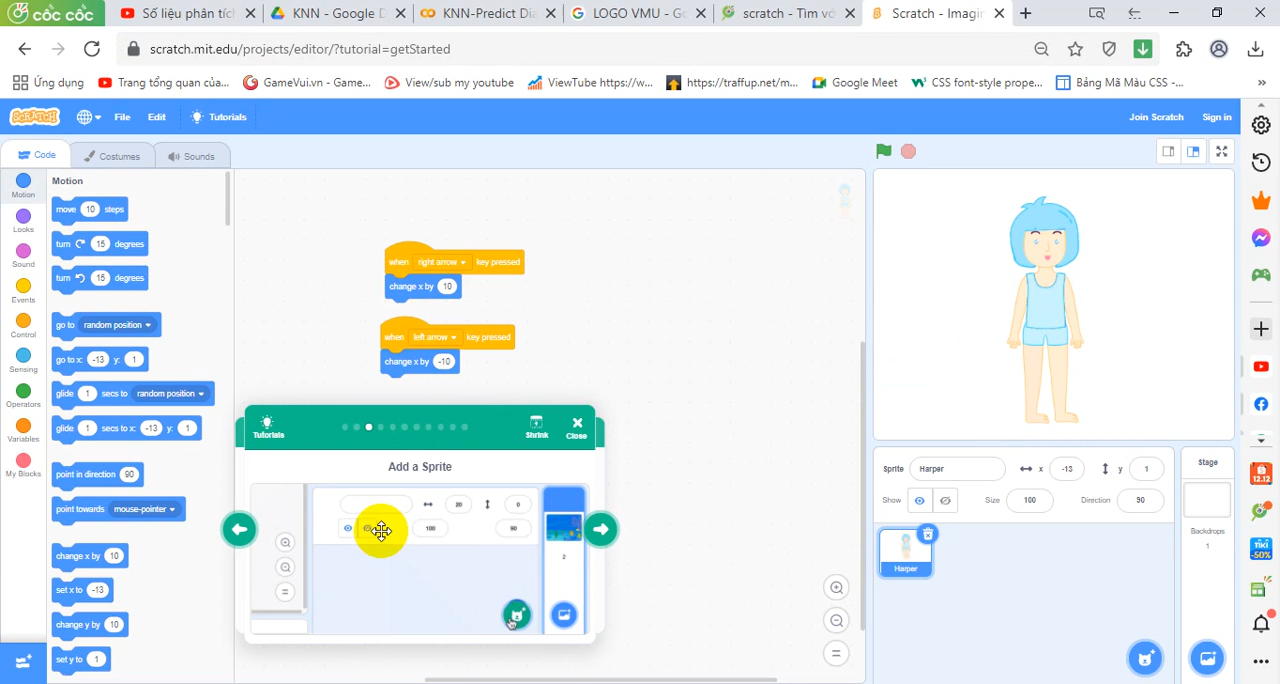 cốc cốc
Số liệu phân tích
KNN - Google D
KNN-Predict Dia
LOGO VMU - Go
scratch - Tìm vớ
Scratch - Imagin
scratch.mit.edu/projects/editor/?tutorial=getStarted
Ứng dụng
Trang tổng quan của...
GameVui.vn - Game...
View/sub my youtube
ViewTube https://w...
https://traffup.net/m...
Google Meet
CSS font-style prope...
Bảng Mã Màu CSS -...
SCRATCH
File
Edit
Tutorials
Join Scratch
Sign in
Code
Costumes
Sounds
Motion
Looks
Sound
Events
Control
Sensing
Operators
Variables
My Blocks
Motion
move 10 steps
turn 15 degrees
turn 15 degrees
go to random position
go to x: -13 y: 1
glide 1 secs to random position
glide 1 secs to x: -13 y: 1
point in direction 90
point towards mouse-pointer
change x by 10
set x to -13
change y by 10
set y to 1
when right arrow key pressed
change x by 10
when left arrow key pressed
change x by -10
Tutorials
Shrink
Close
Add a Sprite
20
0
100
90
2
Sprite
Harper
x
-13
y
1
Show
Size
100
Direction
90
Harper
Stage
Backdrops
1
12.12
TIKI
-50%